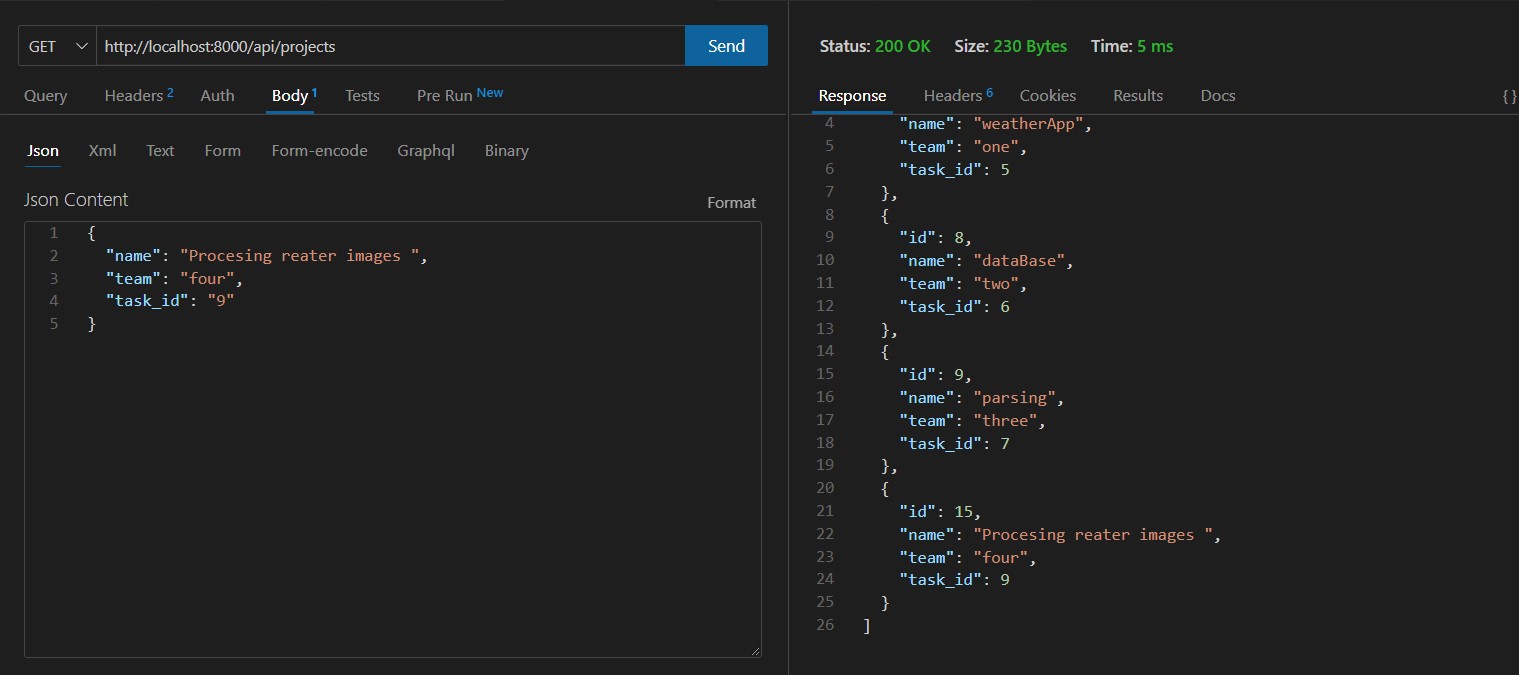 GET http://localhost:8000/api/projects Send
Query Headers 2 Auth Body 1 Tests Pre Run New
Json Xml Text Form Form-encode Graphql Binary
Json Content Format
1 {
2 "name": "Procesing reater images ",
3 "team": "four",
4 "task_id": "9"
5 }
Status: 200 OK Size: 230 Bytes Time: 5 ms
Response Headers 6 Cookies Results Docs {}
4 "name": "weatherApp",
5 "team": "one",
6 "task_id": 5
7 },
8 {
9 "id": 8,
10 "name": "dataBase",
11 "team": "two",
12 "task_id": 6
13 },
14 {
15 "id": 9,
16 "name": "parsing",
17 "team": "three",
18 "task_id": 7
19 },
20 {
21 "id": 15,
22 "name": "Procesing reater images ",
23 "team": "four",
24 "task_id": 9
25 }
26 ]